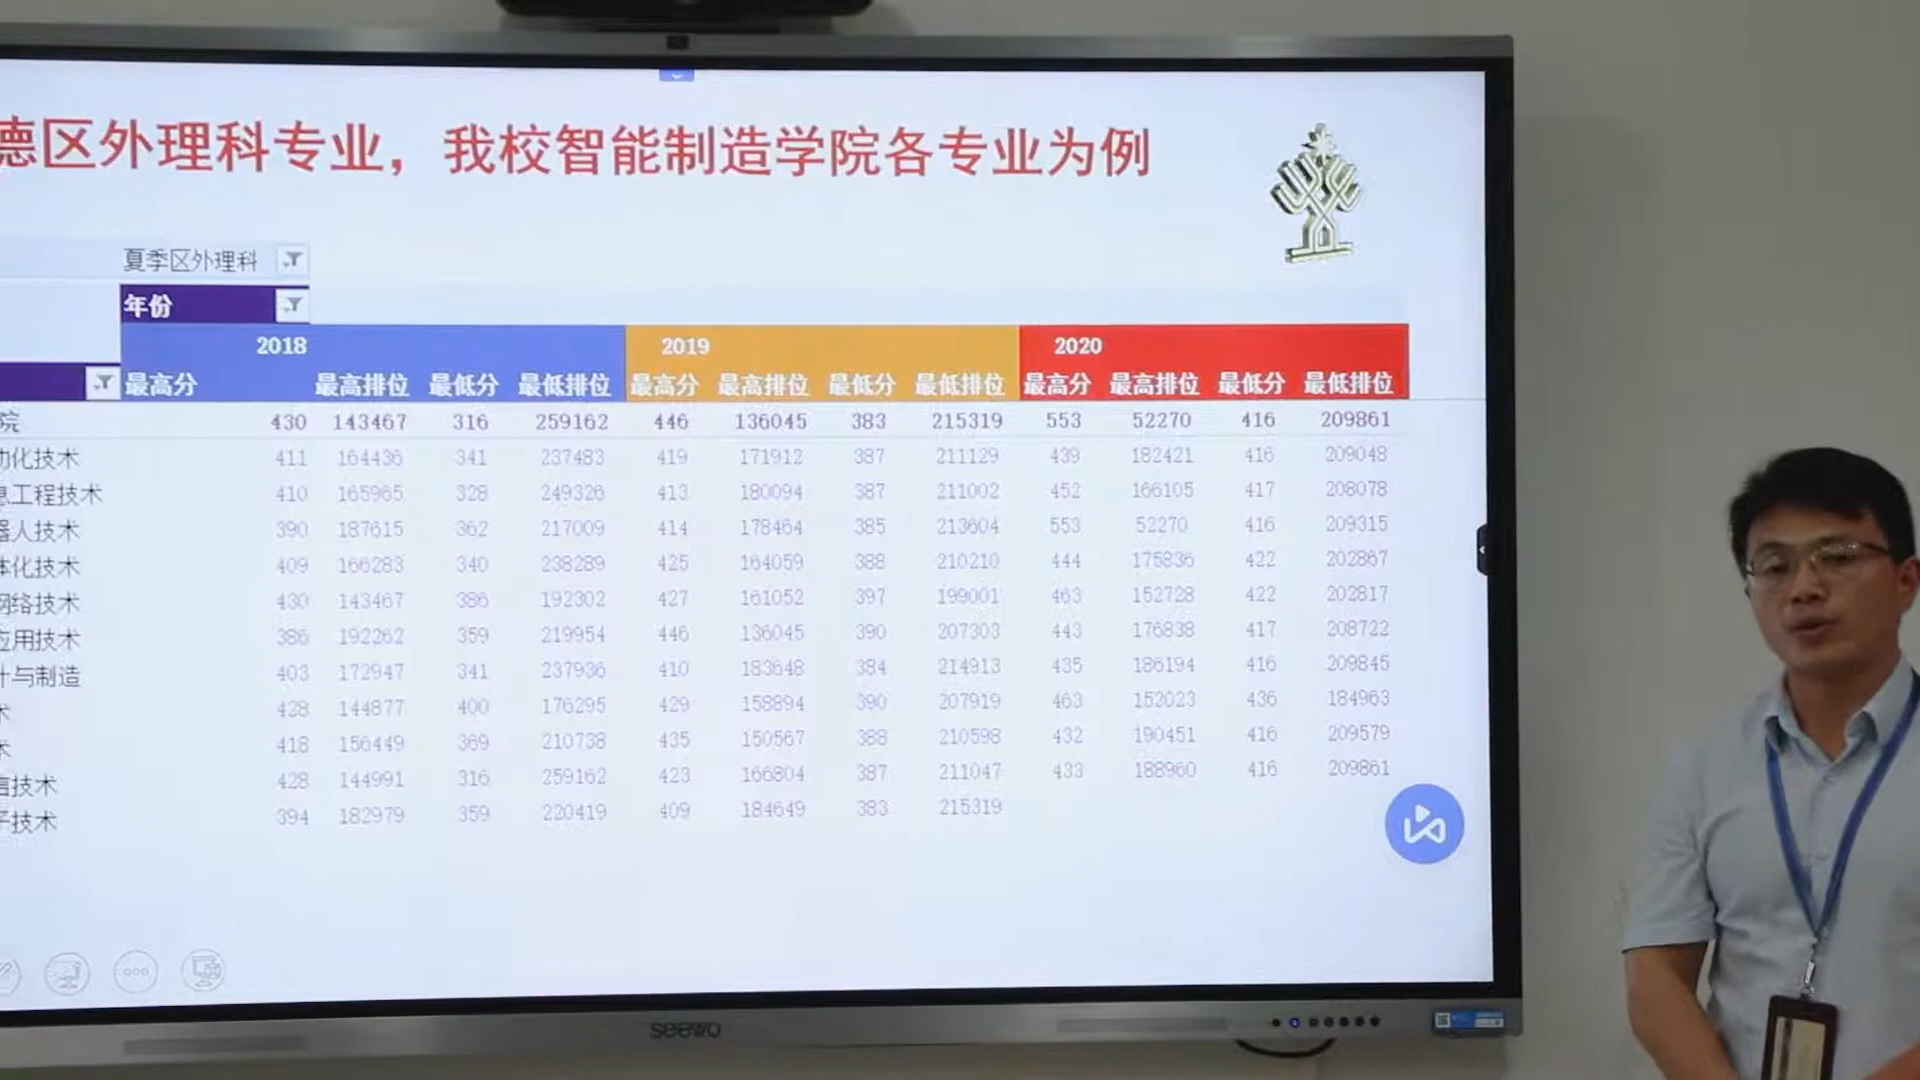 德区外理科专业，我校智能制造学院各专业为例
夏季区外理科
年份
2018 2019 2020
最高分 最高排位 最低分 最低排位 最高分 最高排位 最低分 最低排位 最高分 最高排位 最低分 最低排位
院 430 143467 316 259162 446 136045 383 215319 553 52270 416 209861
动化技术 411 164436 341 237483 419 171912 387 211129 439 182421 416 209048
息工程技术 410 165965 328 249326 413 180094 387 211002 452 166105 417 208078
器人技术 390 187615 362 217009 414 178464 385 213604 553 52270 416 209315
体化技术 409 166283 340 238289 425 164059 388 210210 444 175836 422 202867
网络技术 430 143467 386 192302 427 161052 397 199001 463 152728 422 202817
应用技术 386 192262 359 219954 446 136045 390 207303 443 176838 417 208722
计与制造 403 172947 341 237936 410 183648 384 214913 435 186194 416 209845
术 428 144877 400 176295 429 158894 390 207919 463 152023 436 184963
术 418 156449 369 210738 435 150567 388 210598 432 190451 416 209579
信技术 428 144991 316 259162 423 166804 387 211047 433 188960 416 209861
子技术 394 182979 359 220419 409 184649 383 215319
seewo